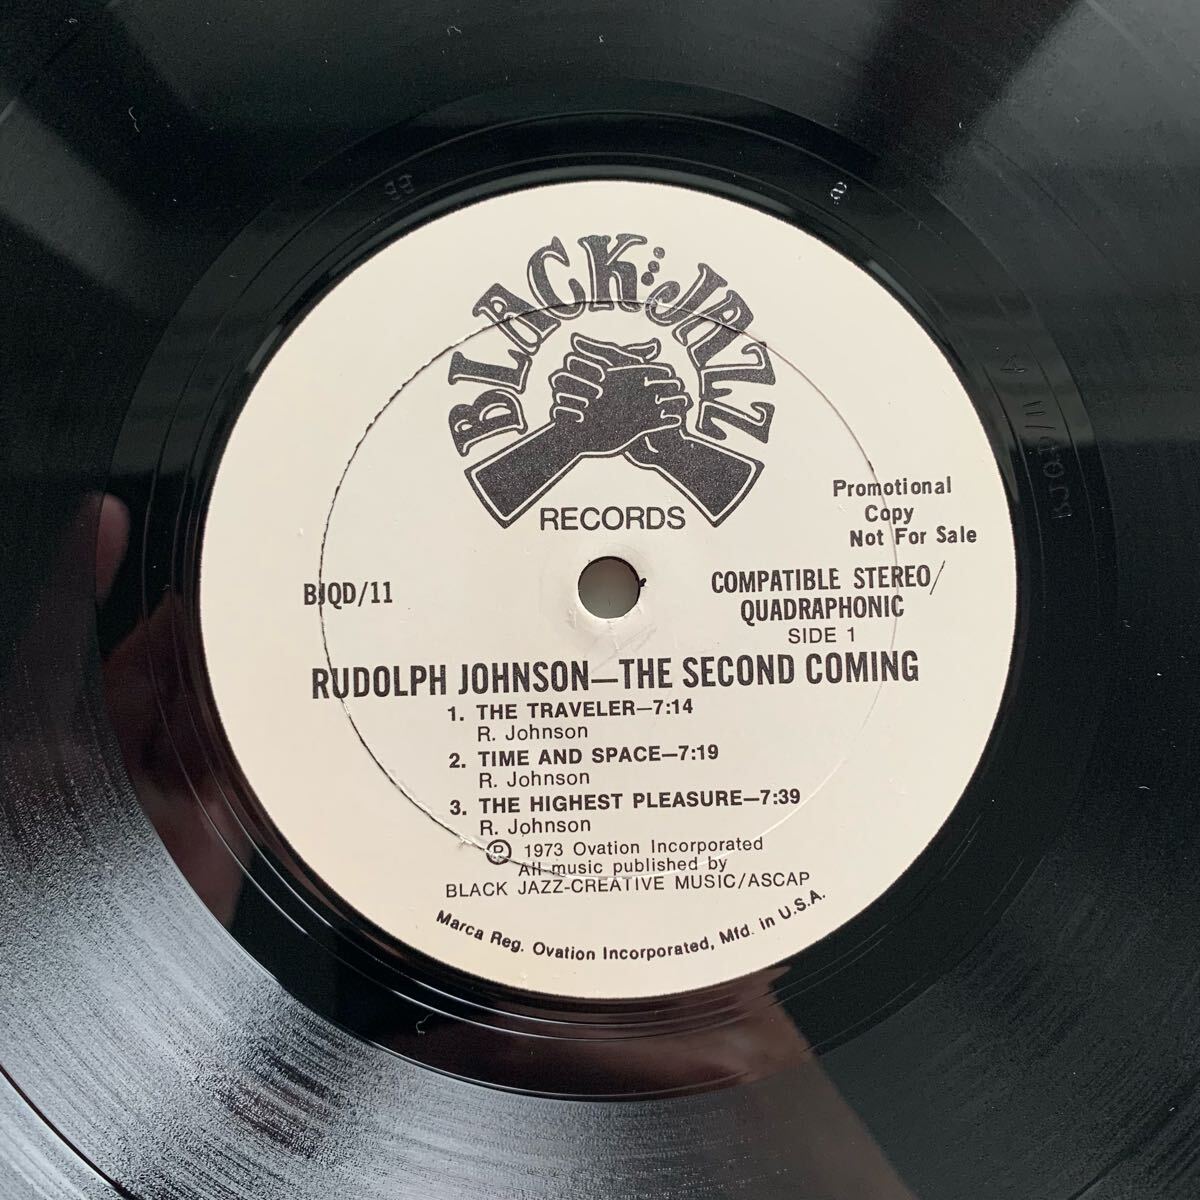 BLACK JAZZ
RECORDS
Promotional
Copy
Not For Sale
BJQD/11
COMPATIBLE STEREO/
QUADRAPHONIC
SIDE 1
RUDOLPH JOHNSON—THE SECOND COMING
1. THE TRAVELER—7:14
R. Johnson
2. TIME AND SPACE—7:19
R. Johnson
3. THE HIGHEST PLEASURE—7:39
R. Johnson
Ⓟ 1973 Ovation Incorporated
All music published by
BLACK JAZZ-CREATIVE MUSIC/ASCAP
Marca Reg. Ovation Incorporated, Mfd. in U.S.A.